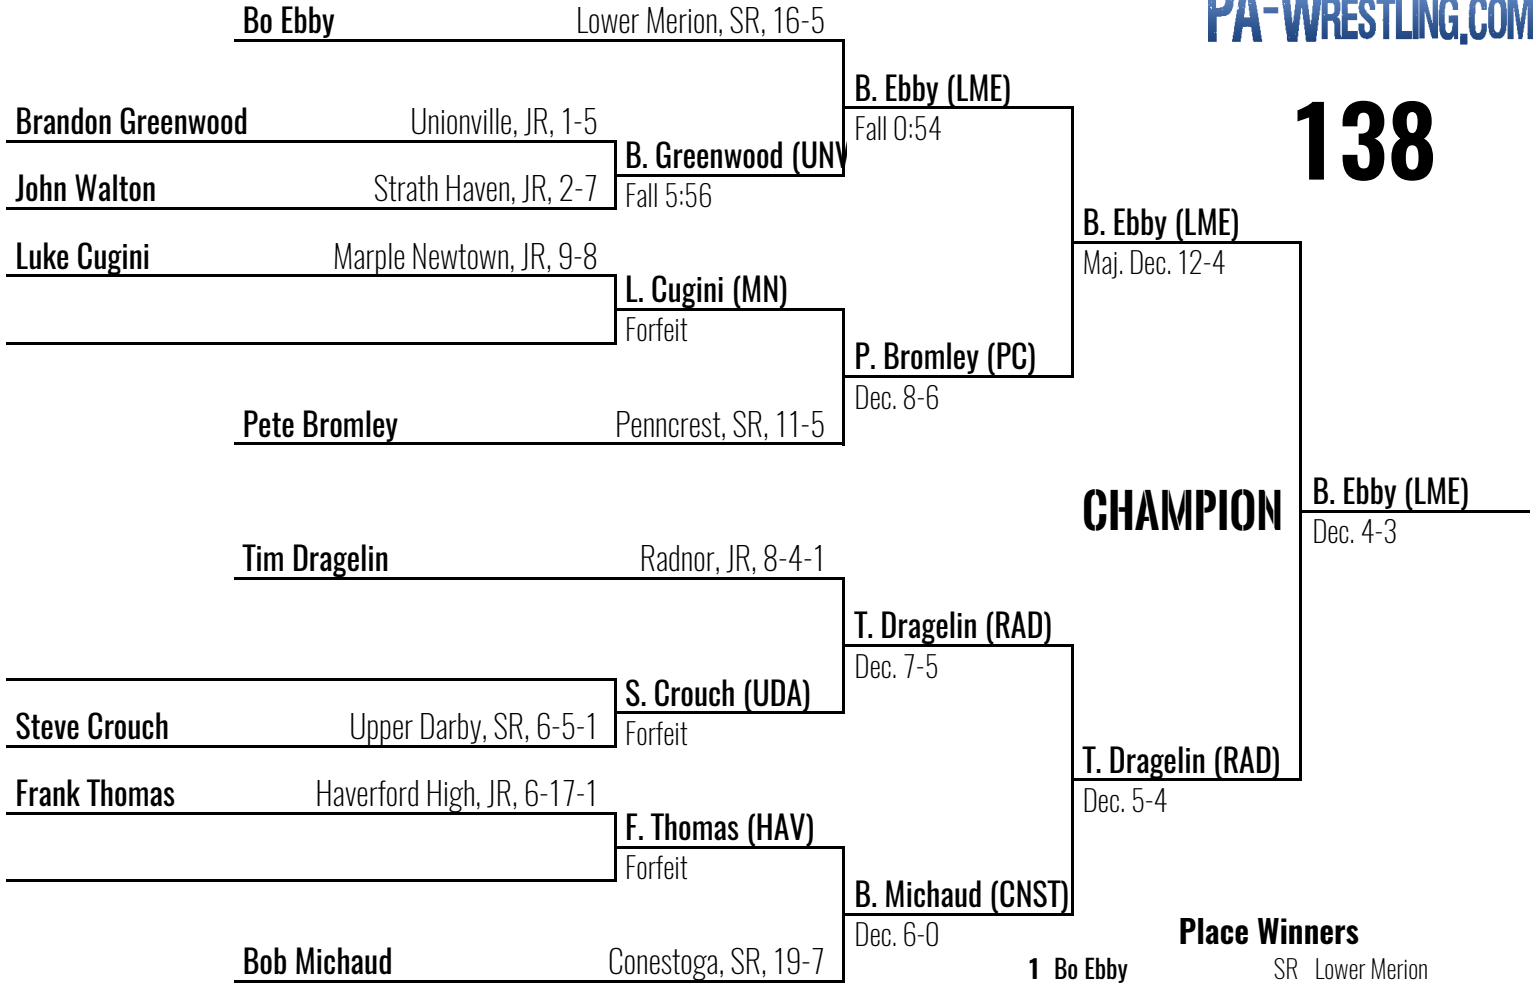 PA-WRESTLING.COM
138
Bo Ebby Lower Merion, SR, 16-5
B. Ebby (LME)
Fall 0:54
Brandon Greenwood Unionville, JR, 1-5
B. Greenwood (UNV
Fall 5:56
John Walton Strath Haven, JR, 2-7
B. Ebby (LME)
Maj. Dec. 12-4
Luke Cugini Marple Newtown, JR, 9-8
L. Cugini (MN)
Forfeit
P. Bromley (PC)
Dec. 8-6
Pete Bromley Penncrest, SR, 11-5
CHAMPION
B. Ebby (LME)
Dec. 4-3
Tim Dragelin Radnor, JR, 8-4-1
T. Dragelin (RAD)
Dec. 7-5
S. Crouch (UDA)
Forfeit
Steve Crouch Upper Darby, SR, 6-5-1
T. Dragelin (RAD)
Dec. 5-4
Frank Thomas Haverford High, JR, 6-17-1
F. Thomas (HAV)
Forfeit
B. Michaud (CNST)
Dec. 6-0
Bob Michaud Conestoga, SR, 19-7
Place Winners
1 Bo Ebby SR Lower Merion